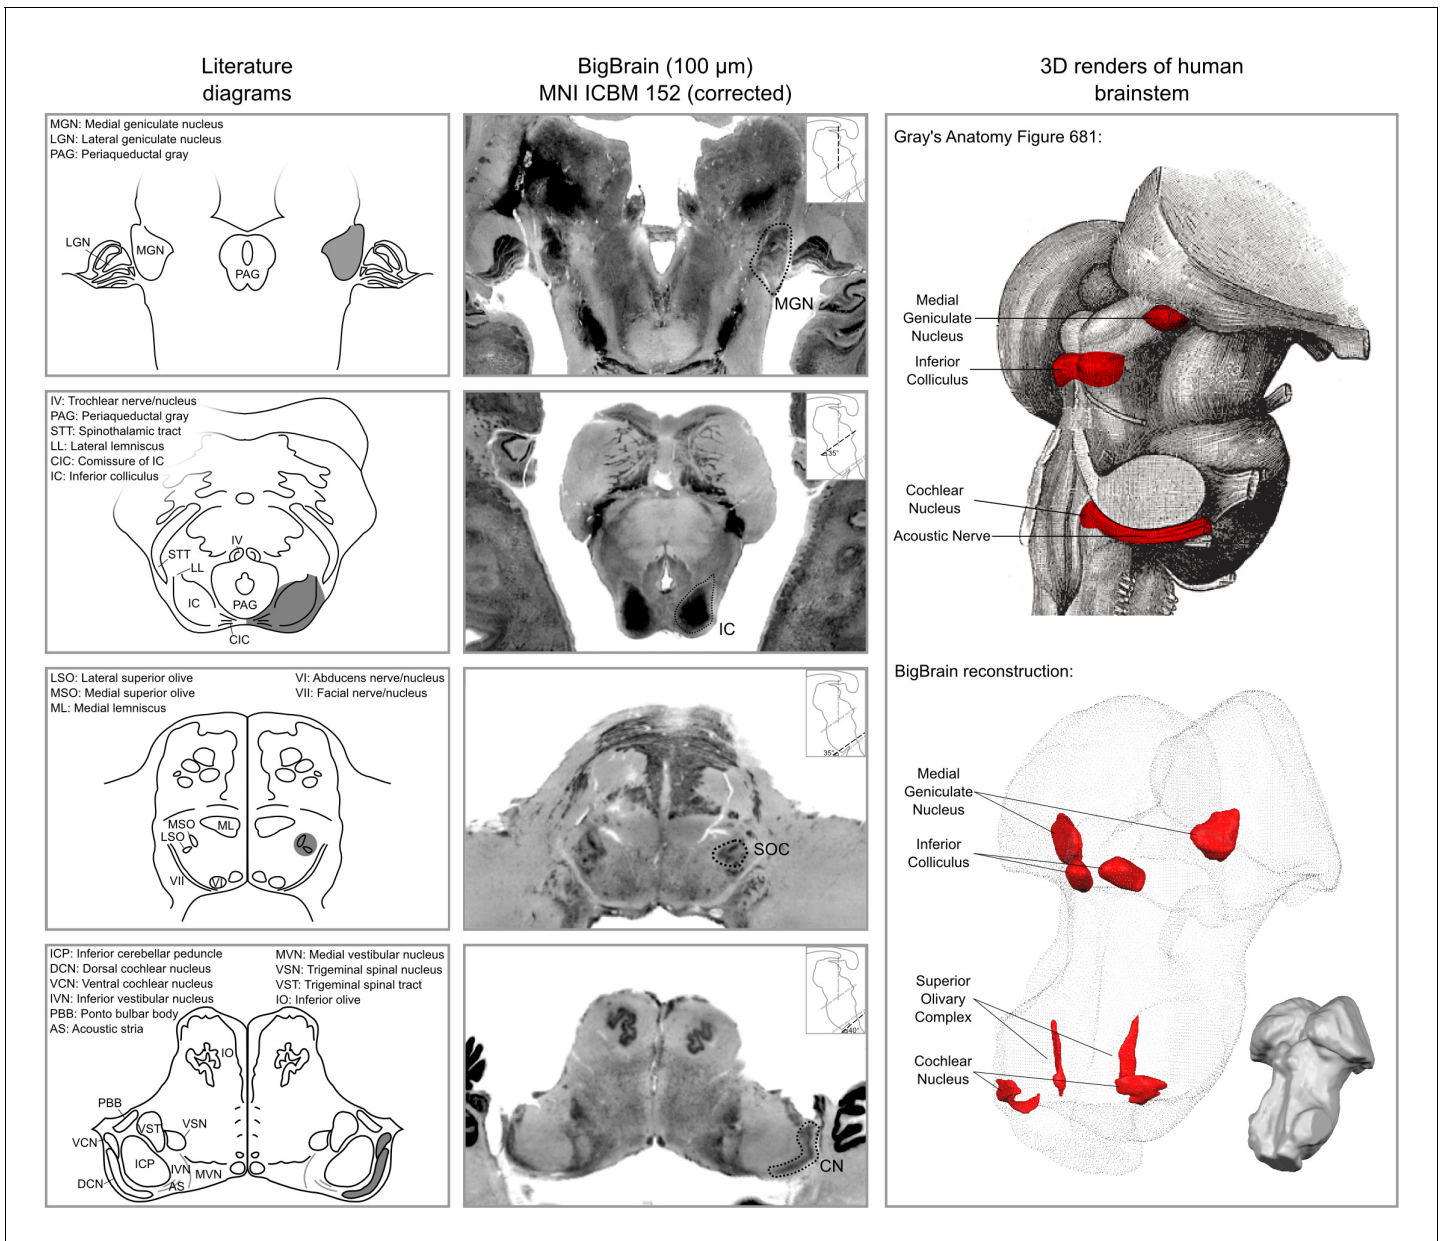 Literature
diagrams
BigBrain (100 µm)
MNI ICBM 152 (corrected)
3D renders of human
brainstem
MGN: Medial geniculate nucleus
LGN: Lateral geniculate nucleus
PAG: Periaqueductal gray
LGN
MGN
PAG
MGN
IV: Trochlear nerve/nucleus
PAG: Periaqueductal gray
STT: Spinothalamic tract
LL: Lateral lemniscus
CIC: Comissure of IC
IC: Inferior colliculus
IV
STT
LL
IC
PAG
CIC
35°
IC
LSO: Lateral superior olive
MSO: Medial superior olive
ML: Medial lemniscus
VI: Abducens nerve/nucleus
VII: Facial nerve/nucleus
MSO
ML
LSO
VII
VI
35°
SOC
ICP: Inferior cerebellar peduncle
DCN: Dorsal cochlear nucleus
VCN: Ventral cochlear nucleus
IVN: Inferior vestibular nucleus
PBB: Ponto bulbar body
AS: Acoustic stria
MVN: Medial vestibular nucleus
VSN: Trigeminal spinal nucleus
VST: Trigeminal spinal tract
IO: Inferior olive
IO
PBB
VST
VSN
VCN
ICP
IVN
MVN
DCN
AS
40°
CN
Gray's Anatomy Figure 681:
Medial
Geniculate
Nucleus
Inferior
Colliculus
Cochlear
Nucleus
Acoustic Nerve
BigBrain reconstruction:
Medial
Geniculate
Nucleus
Inferior
Colliculus
Superior
Olivary
Complex
Cochlear
Nucleus